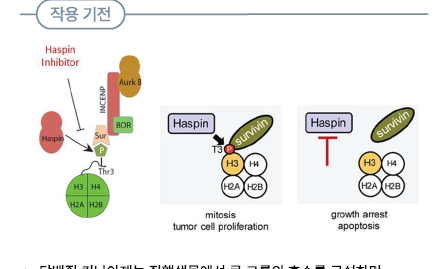 작용 기전
Haspin
Inhibitor
INCENP
Aurk B
BOR
Sur
Haspin
P
Thr3
H3 H4
H2A H2B
Haspin
survivin
T3 P
H3 H4
H2A H2B
mitosis
tumor cell proliferation
Haspin
survivin
H3 H4
H2A H2B
growth arrest
apoptosis